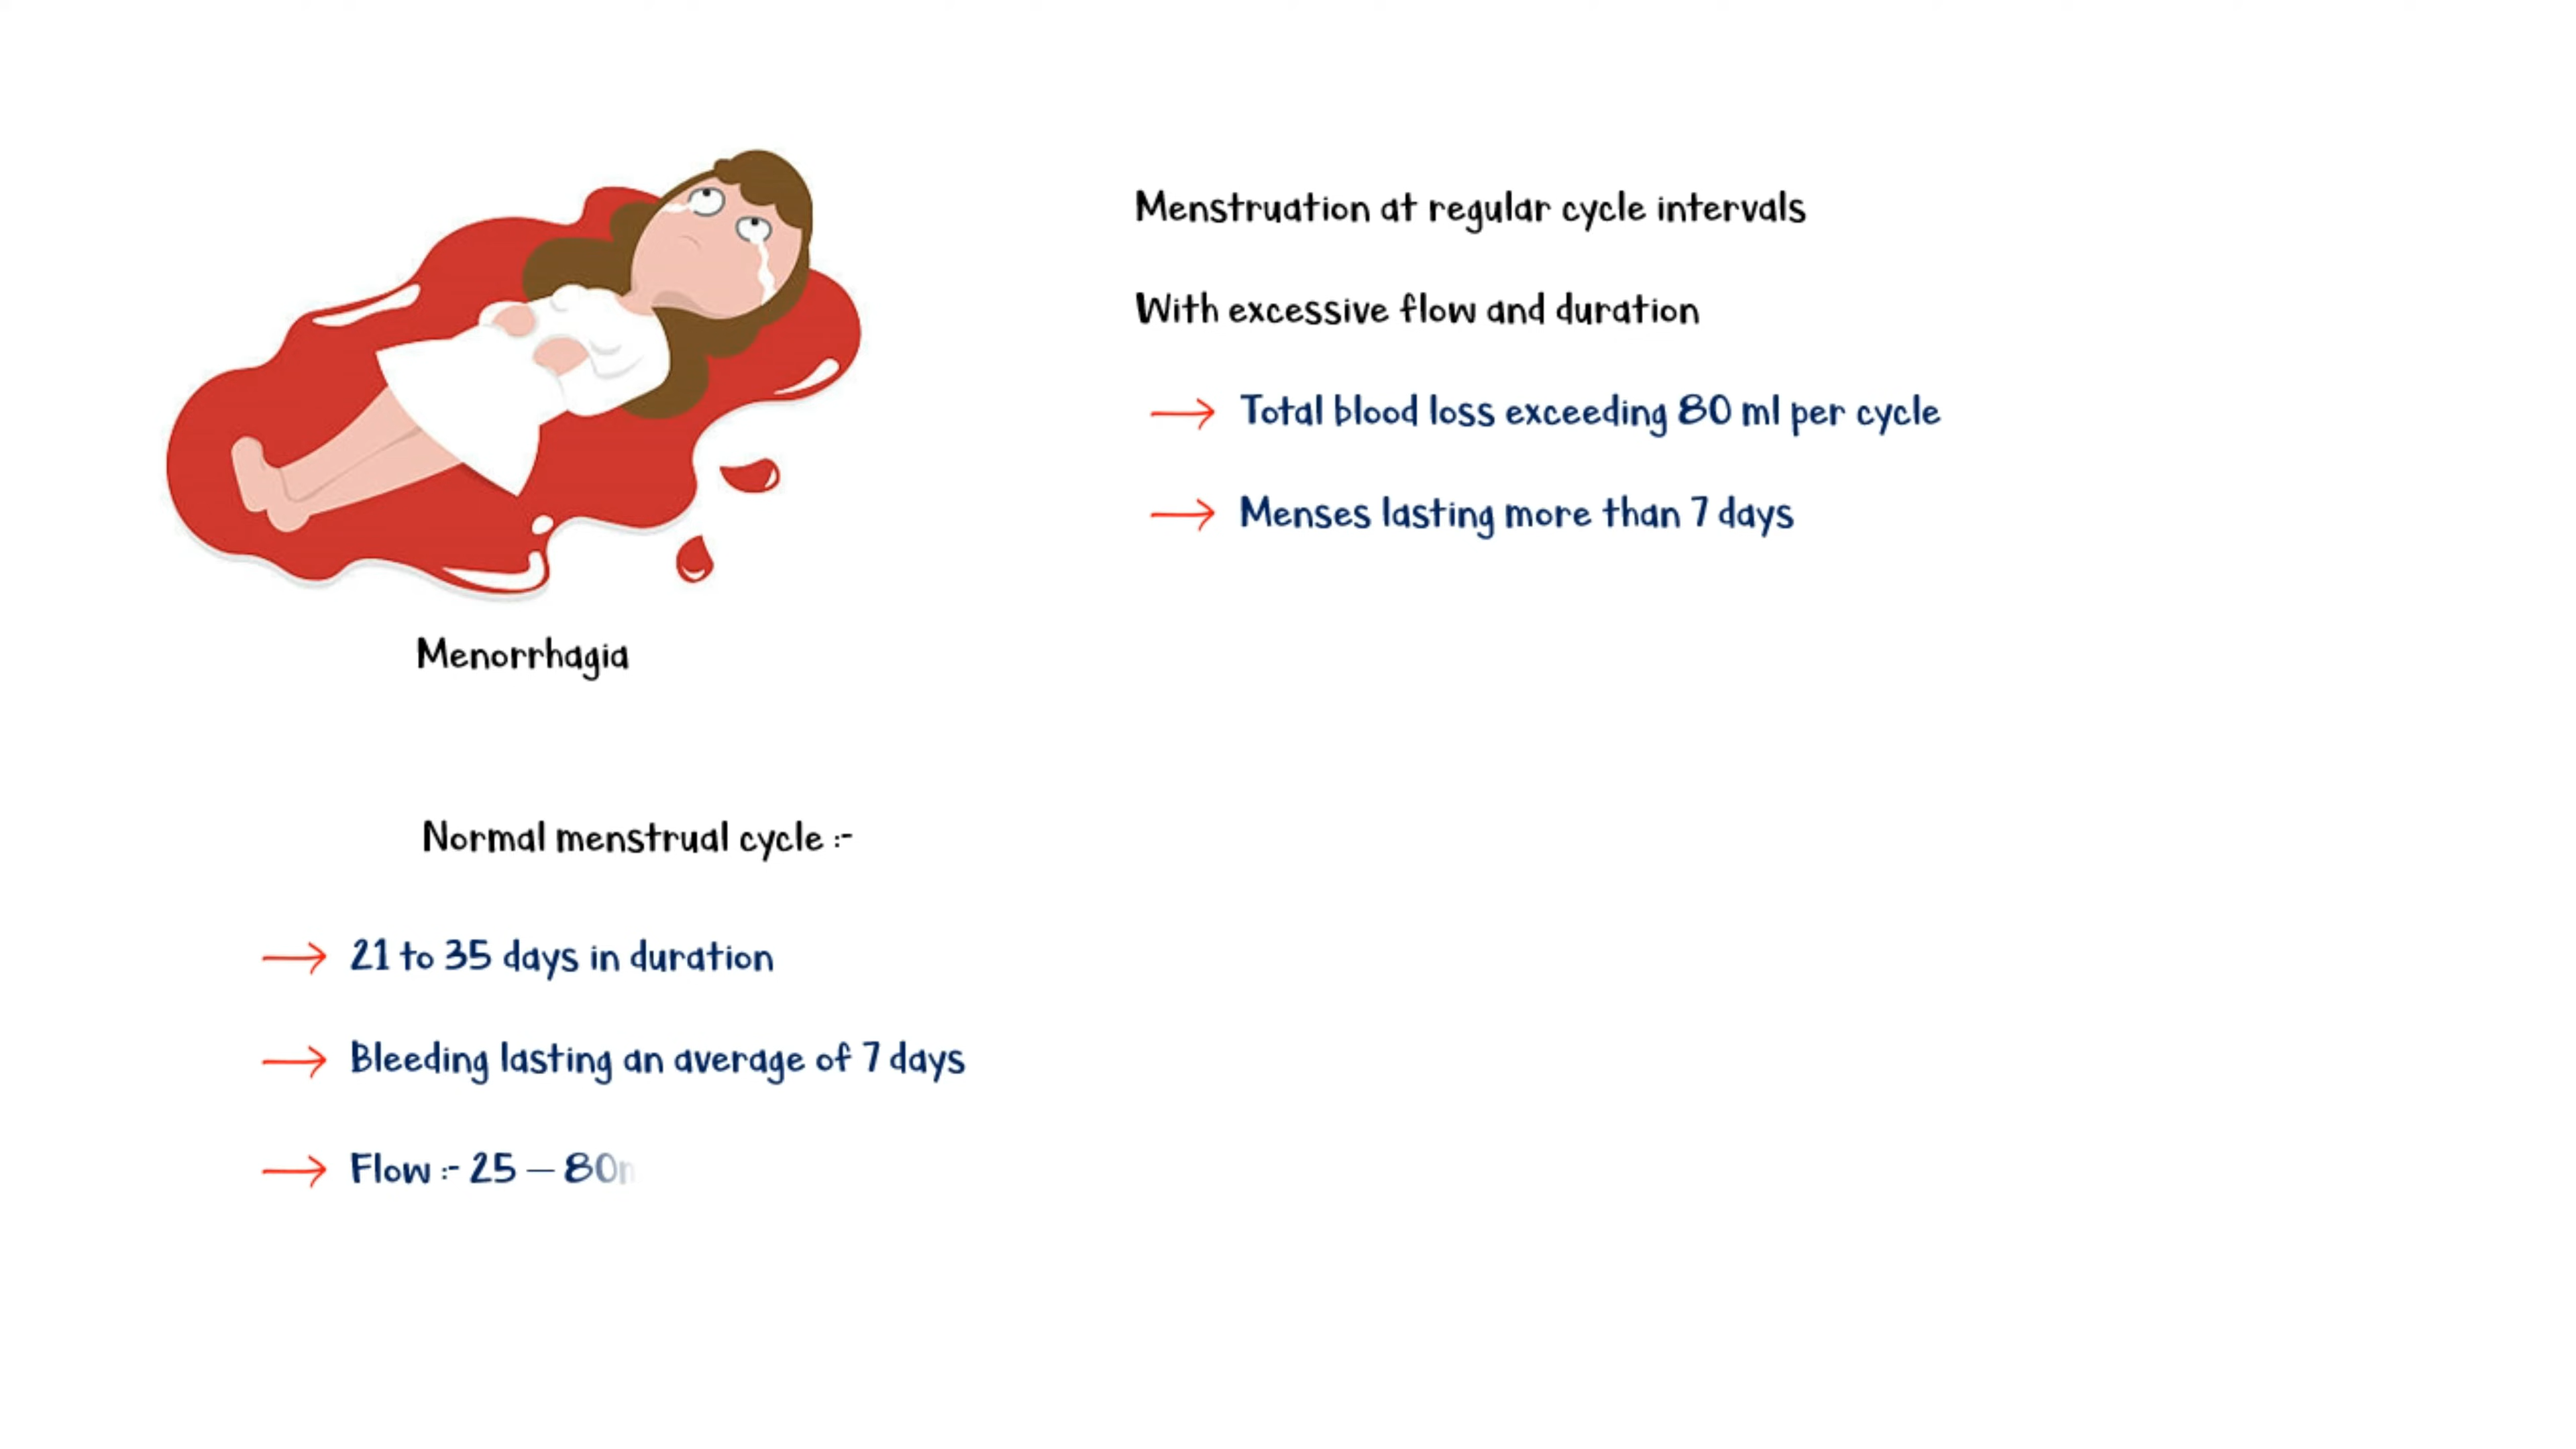 Menstruation at regular cycle intervals
With excessive flow and duration
→ Total blood loss exceeding 80 ml per cycle
→ Menses lasting more than 7 days
Menorrhagia
Normal menstrual cycle :-
→ 21 to 35 days in duration
→ Bleeding lasting an average of 7 days
→ Flow :- 25 – 80